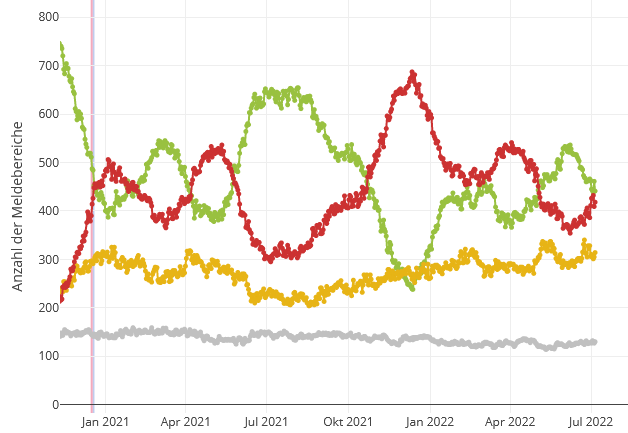 Anzahl der Meldebereiche
800
700
600
500
400
300
200
100
0
Jan 2021
Apr 2021
Jul 2021
Okt 2021
Jan 2022
Apr 2022
Jul 2022